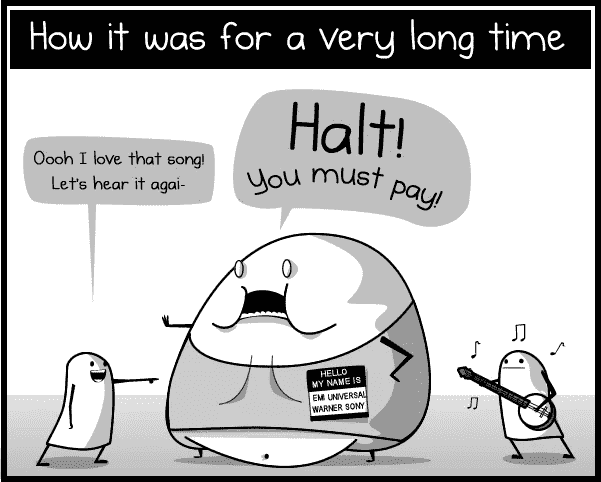 How it was for a very long time
Oooh I love that song!
Let's hear it agai-
Halt!
You must pay!
HELLO
MY NAME IS
EMI UNIVERSAL
WARNER SONY